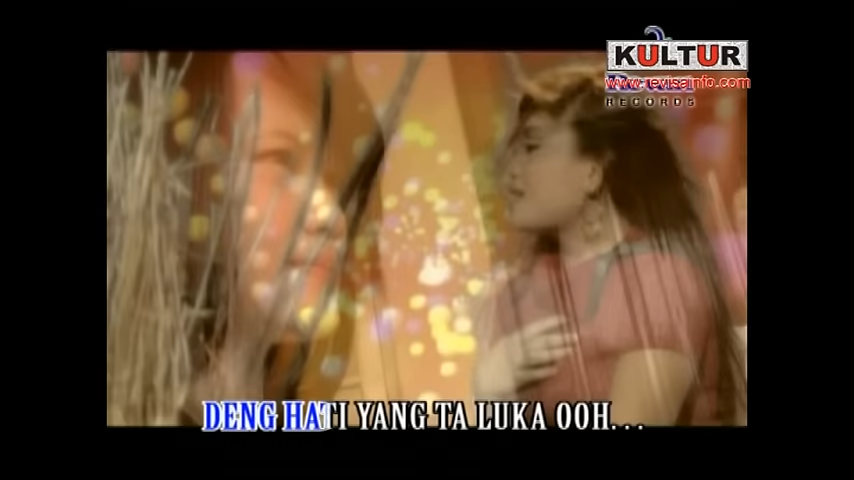 KULTUR
www.revisainfo.com
RECORDS
DENG HATI YANG TA LUKA OOH...